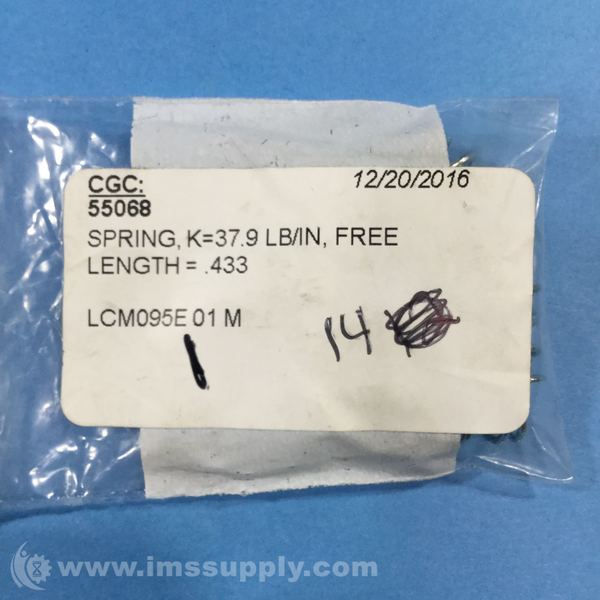 CGC: 12/20/2016
55068
SPRING, K=37.9 LB/IN, FREE
LENGTH = .433
LCM095E 01 M
14
1
www.imssupply.com